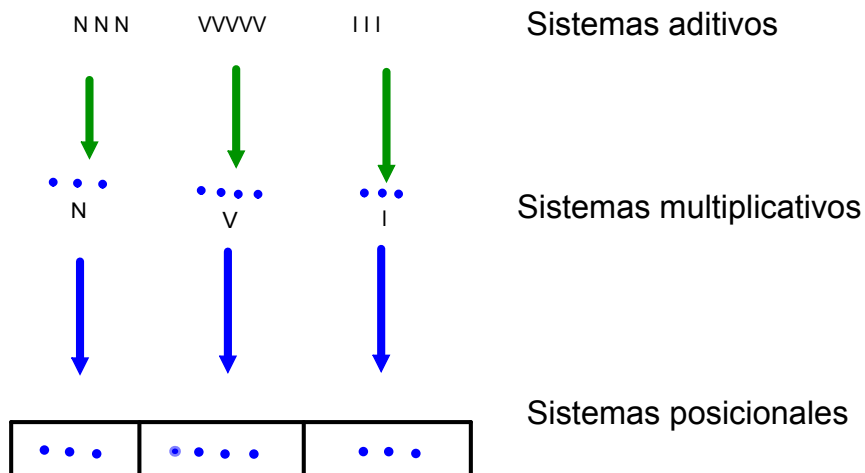 N N N VVVVV I I I Sistemas aditivos
N V I Sistemas multiplicativos
Sistemas posicionales